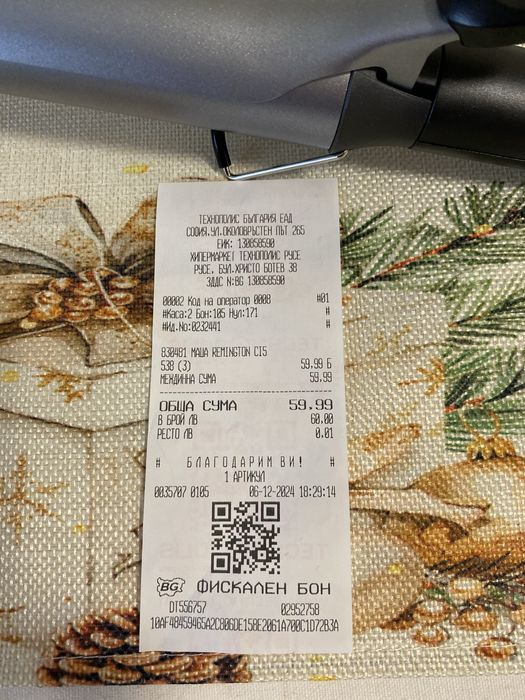 ТЕХНОПОЛИС БЪЛГАРИЯ ЕАД
СОФИЯ.УЛ.ОКОЛОВРЪСТЕН ПЪТ 265
ЕИК: 130858590
ХИПЕРМАРКЕТ ТЕХНОПОЛИС РУСЕ
РУСЕ, БУЛ.ХРИСТО БОТЕВ 38
ЗДДС N:BG 130858590
00002 Код на оператор 0008 #01
#Каса:2 Бон:105 Нул:171 #
#Ид.No:0232441 #
830481 МАША REMINGTON CI5
538 (3) 59.99 Б
МЕЖДИННА СУМА 59.99
ОБЩА СУМА 59.99
В БРОЙ ЛВ 60.00
РЕСТО ЛВ 0.01
# БЛАГОДАРИМ ВИ! #
1 АРТИКУЛ
0035707 0105 06-12-2024 18:29:14
BG ФИСКАЛЕН БОН
DT556757 02952758
10AF48459465A2C806DE158E2061A700C1D72B3A